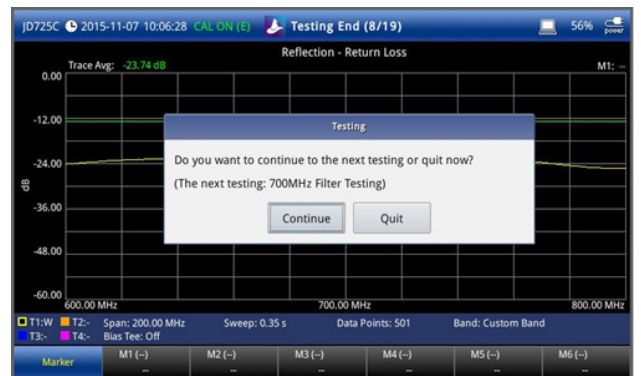 JD725C 2015-11-07 10:06:28 CAL ON (E) Testing End (8/19) 56% power
Reflection - Return Loss
Trace Avg: -23.74 dB M1: --
0.00
-12.00
-24.00
dB
-36.00
-48.00
-60.00
Testing
Do you want to continue to the next testing or quit now?
(The next testing: 700MHz Filter Testing)
Continue Quit
600.00 MHz 700.00 MHz 800.00 MHz
T1:W T2:- Span: 200.00 MHz Sweep: 0.35 s Data Points: 501 Band: Custom Band
T3:- T4:- Bias Tee: Off
Marker M1 (--) M2 (--) M3 (--) M4 (--) M5 (--) M6 (--)
-- -- -- -- -- --